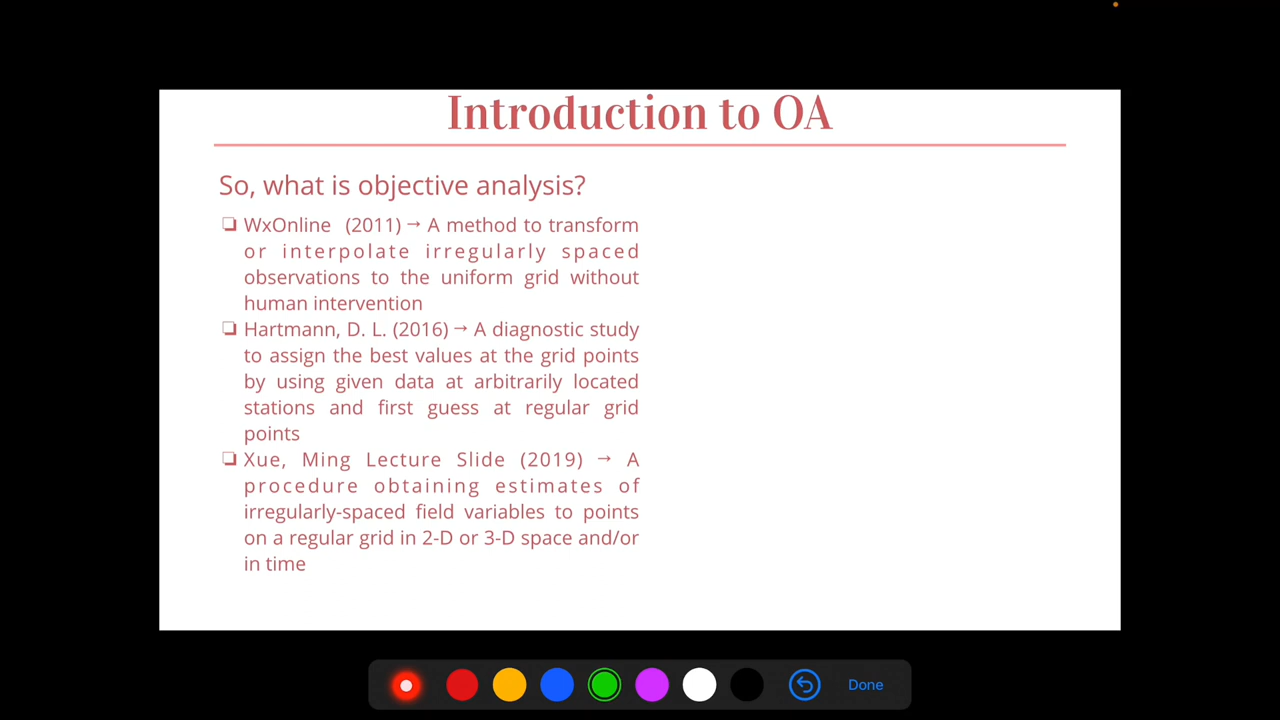 Introduction to OA
So, what is objective analysis?
❏ WxOnline (2011) → A method to transform
or interpolate irregularly spaced
observations to the uniform grid without
human intervention
❏ Hartmann, D. L. (2016) → A diagnostic study
to assign the best values at the grid points
by using given data at arbitrarily located
stations and first guess at regular grid
points
❏ Xue, Ming Lecture Slide (2019) → A
procedure obtaining estimates of
irregularly-spaced field variables to points
on a regular grid in 2-D or 3-D space and/or
in time
Done